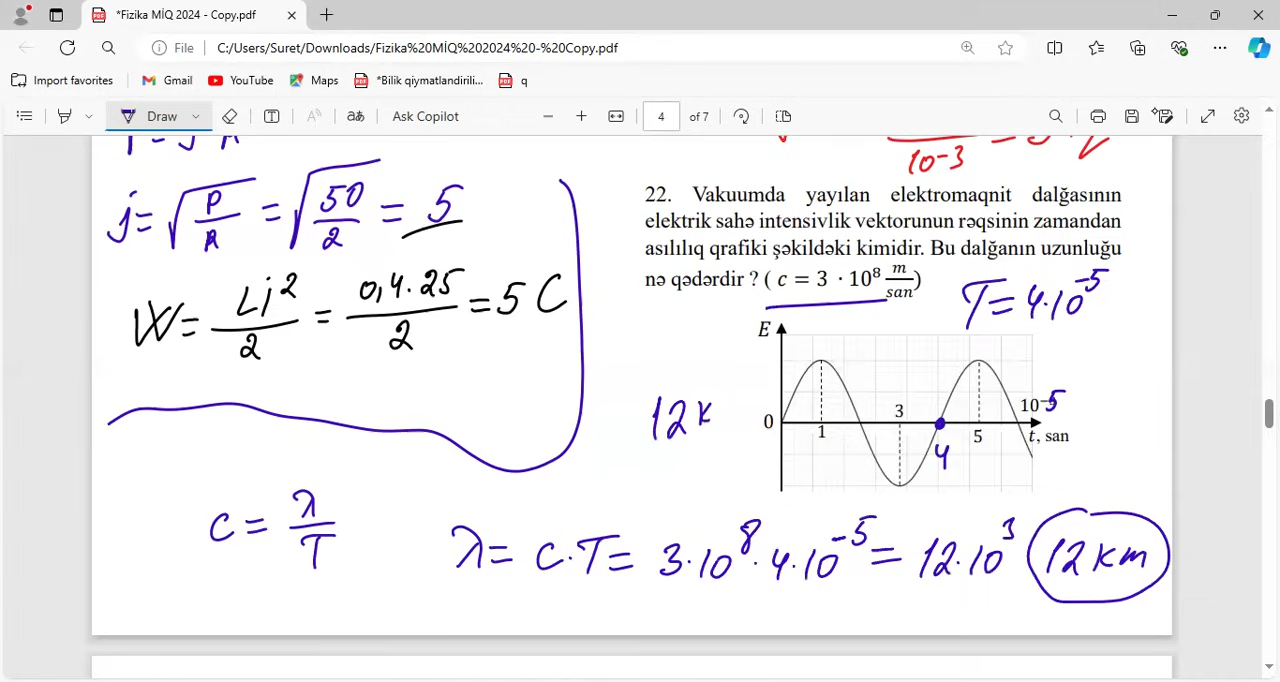 *Fizika MİQ 2024 - Copy.pdf
File C:/Users/Suret/Downloads/Fizika%20MİQ%202024%20-%20Copy.pdf
Import favorites Gmail YouTube Maps *Bilik qiymatlandirili... q
Draw Ask Copilot 4 of 7
j = √P/R = √50/2 = 5
W = Li²/2 = 0,4·25/2 = 5 C
c = λ/T
10⁻³
22. Vakuumda yayılan elektromaqnit dalğasının
elektrik sahə intensivlik vektorunun rəqsinin zamandan
asılılıq qrafiki şəkildəki kimidir. Bu dalğanın uzunluğu
nə qədərdir ? ( c = 3 · 10⁸ m/san)
T = 4·10⁻⁵
E
12 K
0 1 3 4 5 10⁻⁵
t, san
λ = C·T = 3·10⁸·4·10⁻⁵ = 12·10³ 12 km